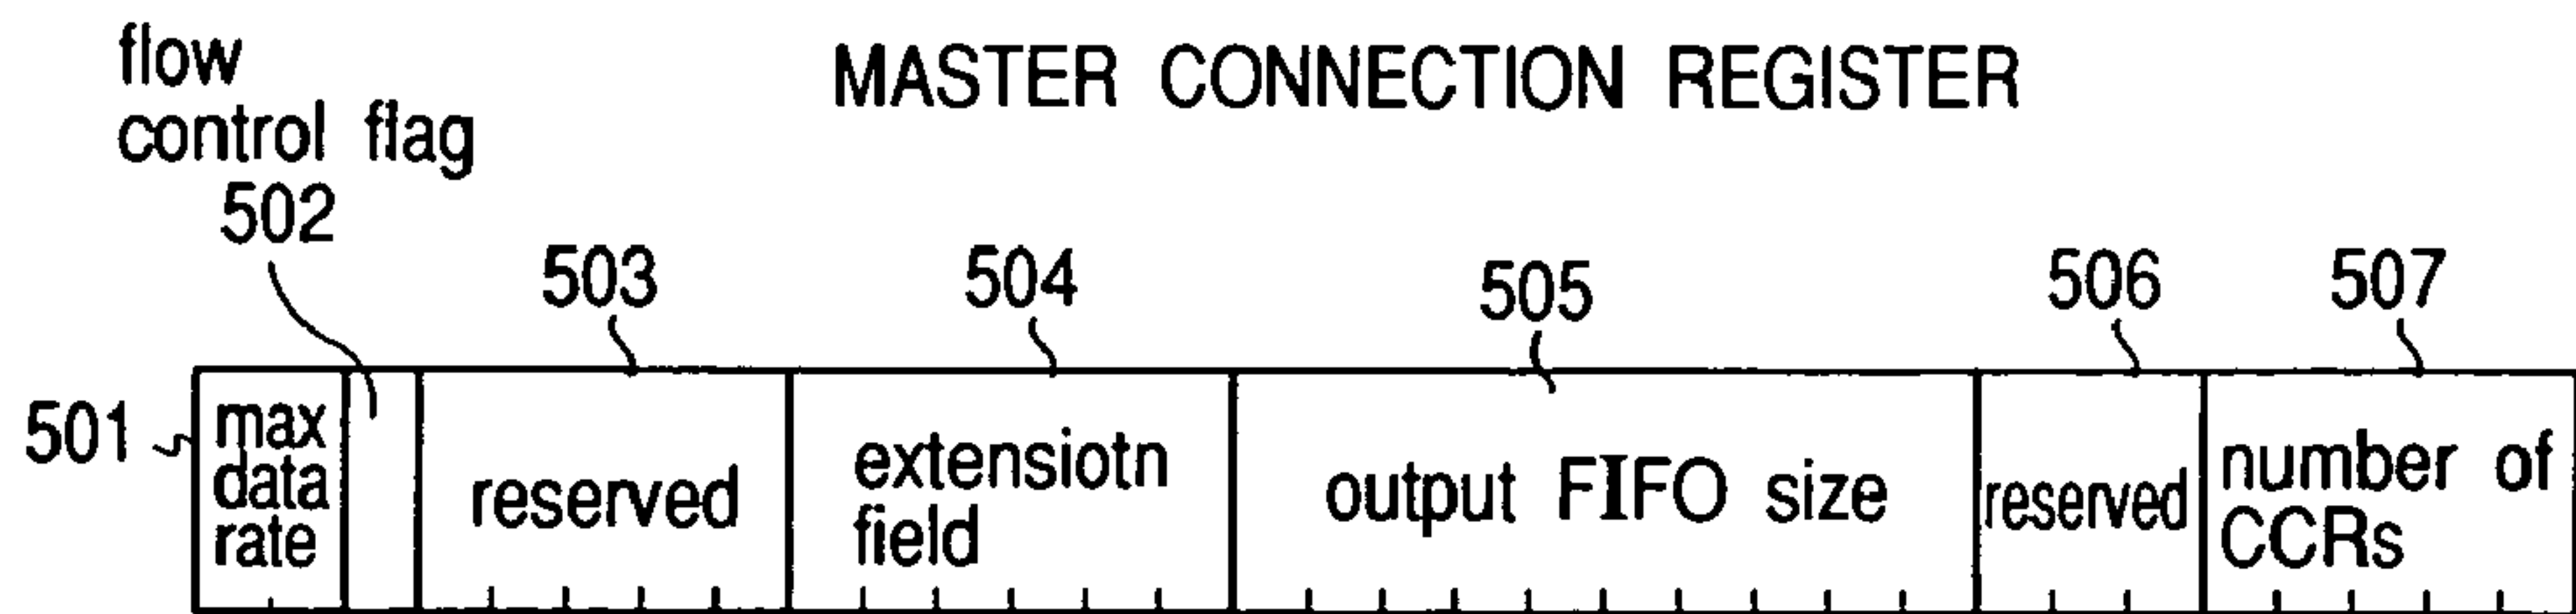 flow
control flag
502
MASTER CONNECTION REGISTER
503
504
505
506
507
501
max
data
rate
reserved
extensiotn
field
output FIFO size
reserved
number of
CCRs